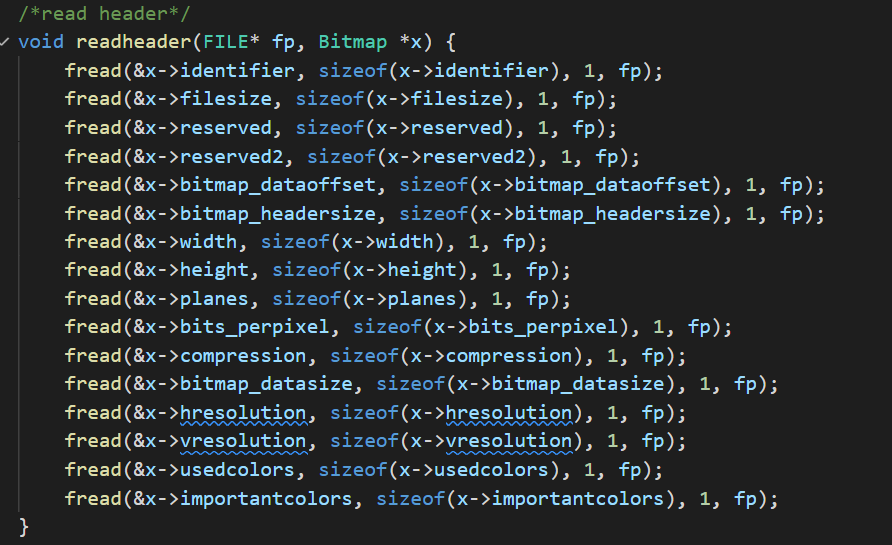 /*read header*/
void readheader(FILE* fp, Bitmap *x) {
fread(&x->identifier, sizeof(x->identifier), 1, fp);
fread(&x->filesize, sizeof(x->filesize), 1, fp);
fread(&x->reserved, sizeof(x->reserved), 1, fp);
fread(&x->reserved2, sizeof(x->reserved2), 1, fp);
fread(&x->bitmap_dataoffset, sizeof(x->bitmap_dataoffset), 1, fp);
fread(&x->bitmap_headersize, sizeof(x->bitmap_headersize), 1, fp);
fread(&x->width, sizeof(x->width), 1, fp);
fread(&x->height, sizeof(x->height), 1, fp);
fread(&x->planes, sizeof(x->planes), 1, fp);
fread(&x->bits_perpixel, sizeof(x->bits_perpixel), 1, fp);
fread(&x->compression, sizeof(x->compression), 1, fp);
fread(&x->bitmap_datasize, sizeof(x->bitmap_datasize), 1, fp);
fread(&x->hresolution, sizeof(x->hresolution), 1, fp);
fread(&x->vresolution, sizeof(x->vresolution), 1, fp);
fread(&x->usedcolors, sizeof(x->usedcolors), 1, fp);
fread(&x->importantcolors, sizeof(x->importantcolors), 1, fp);
}